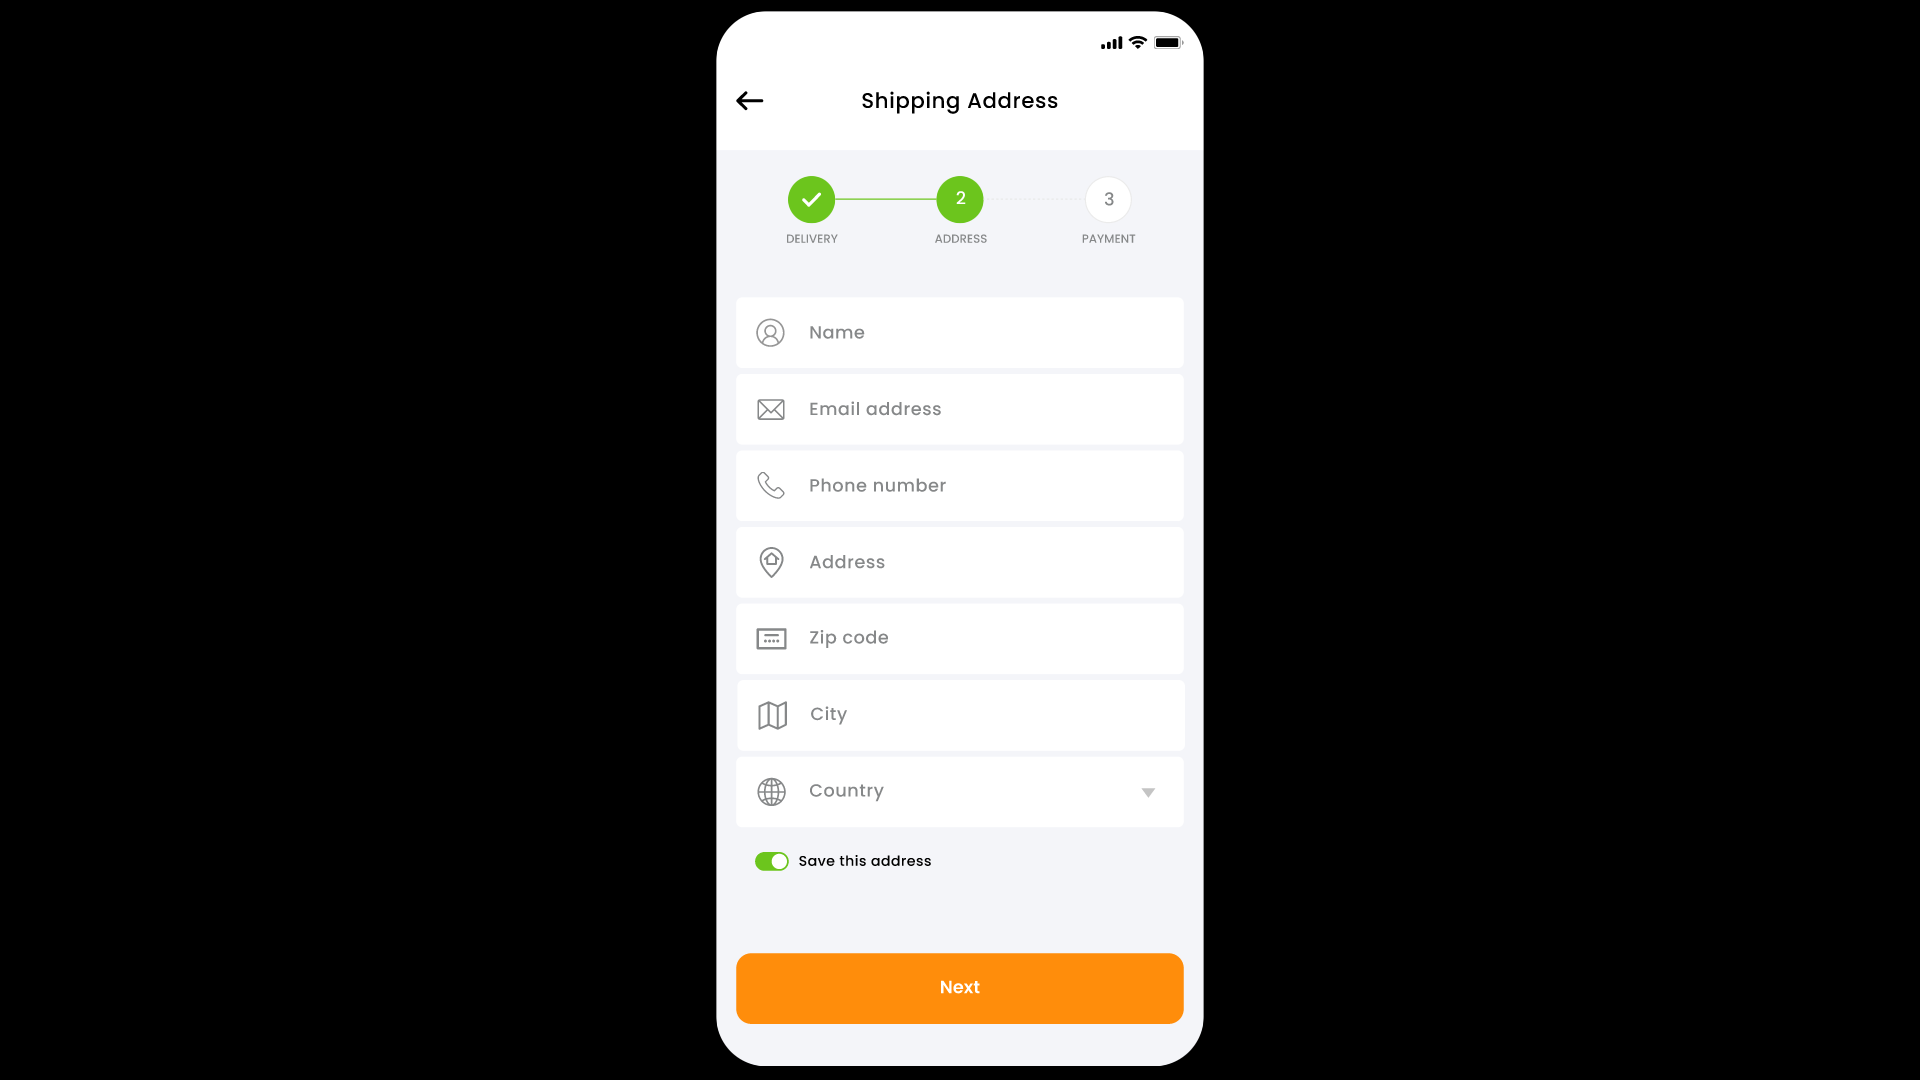 Shipping Address
2
3
DELIVERY
ADDRESS
PAYMENT
Name
Email address
Phone number
Address
Zip code
City
Country
Save this address
Next